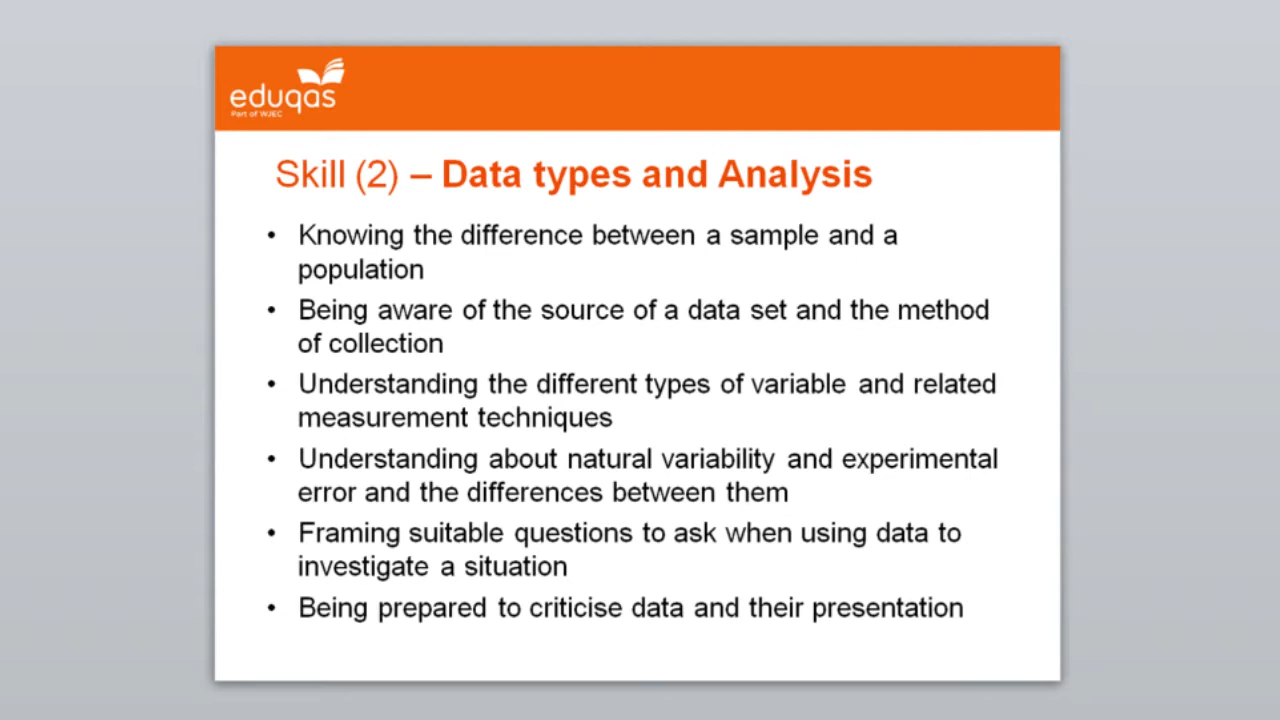 eduqas
Part of WJEC
Skill (2) – Data types and Analysis
• Knowing the difference between a sample and a
population
• Being aware of the source of a data set and the method
of collection
• Understanding the different types of variable and related
measurement techniques
• Understanding about natural variability and experimental
error and the differences between them
• Framing suitable questions to ask when using data to
investigate a situation
• Being prepared to criticise data and their presentation